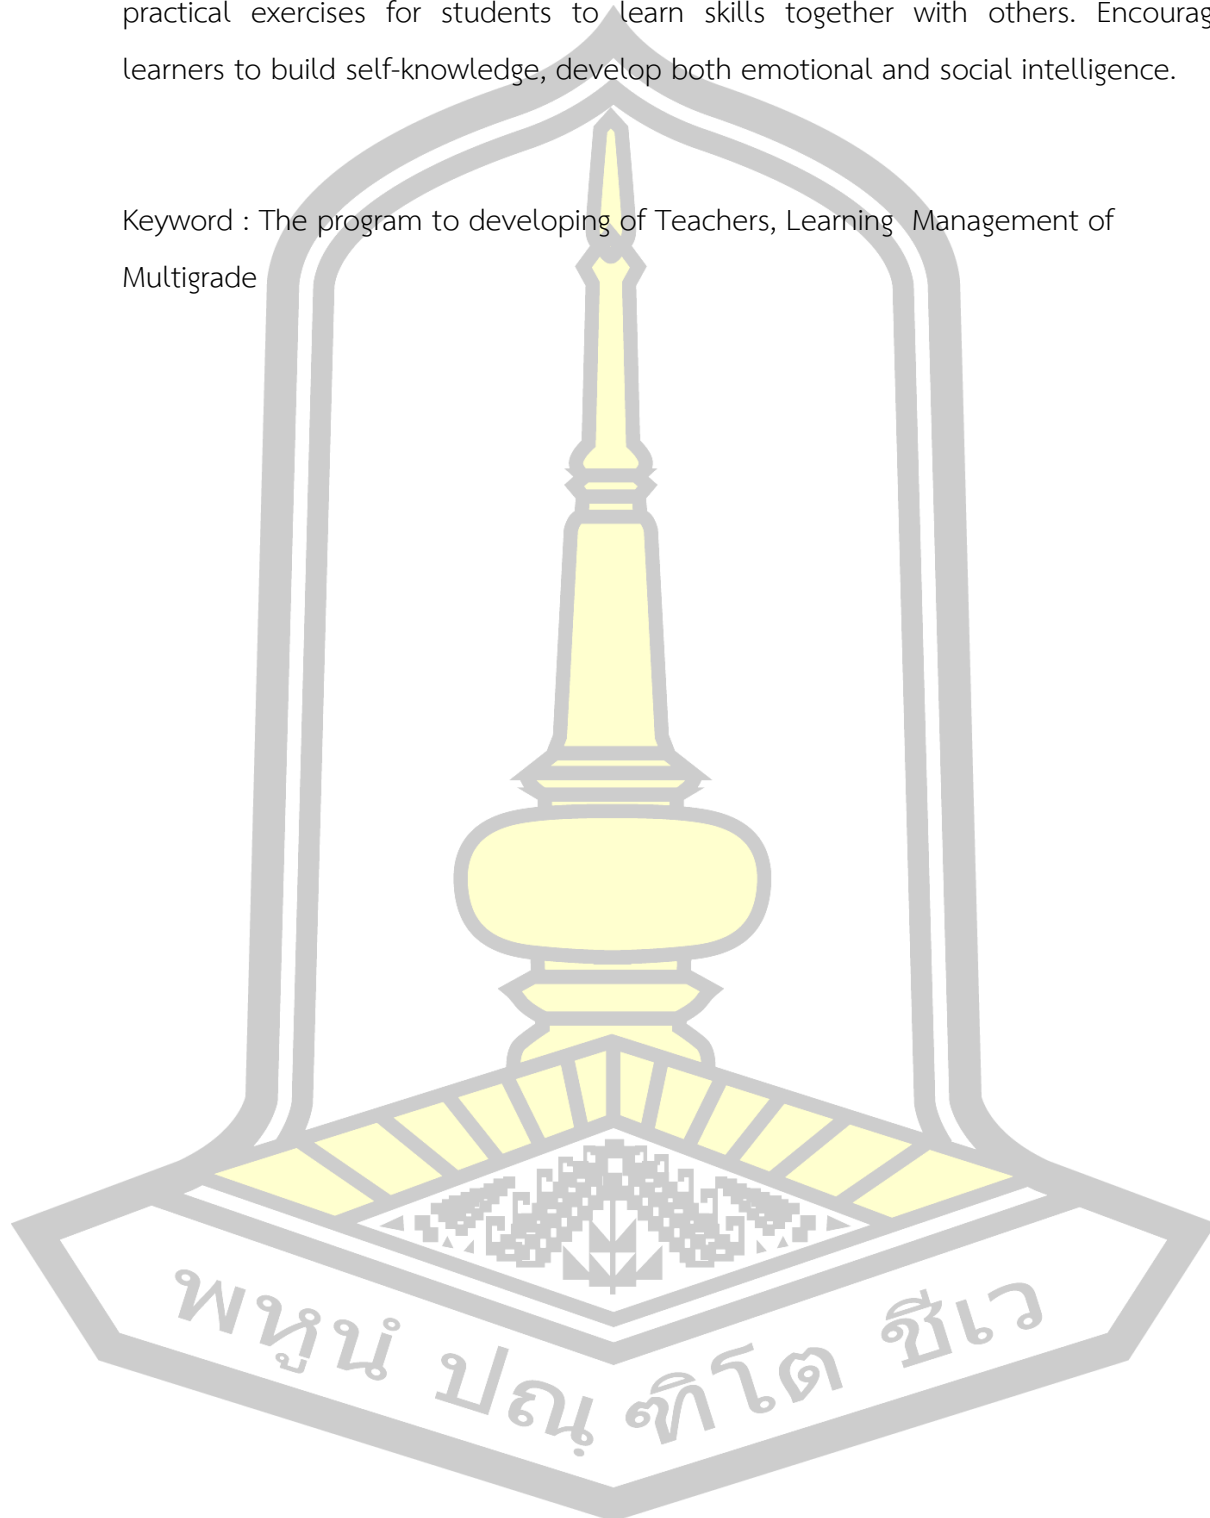 practical exercises for students to learn skills together with others. Encourag
learners to build self-knowledge, develop both emotional and social intelligence.
Keyword : The program to developing of Teachers, Learning Management of
Multigrade
พหูนํ ปณฺฑิโต ชีเว